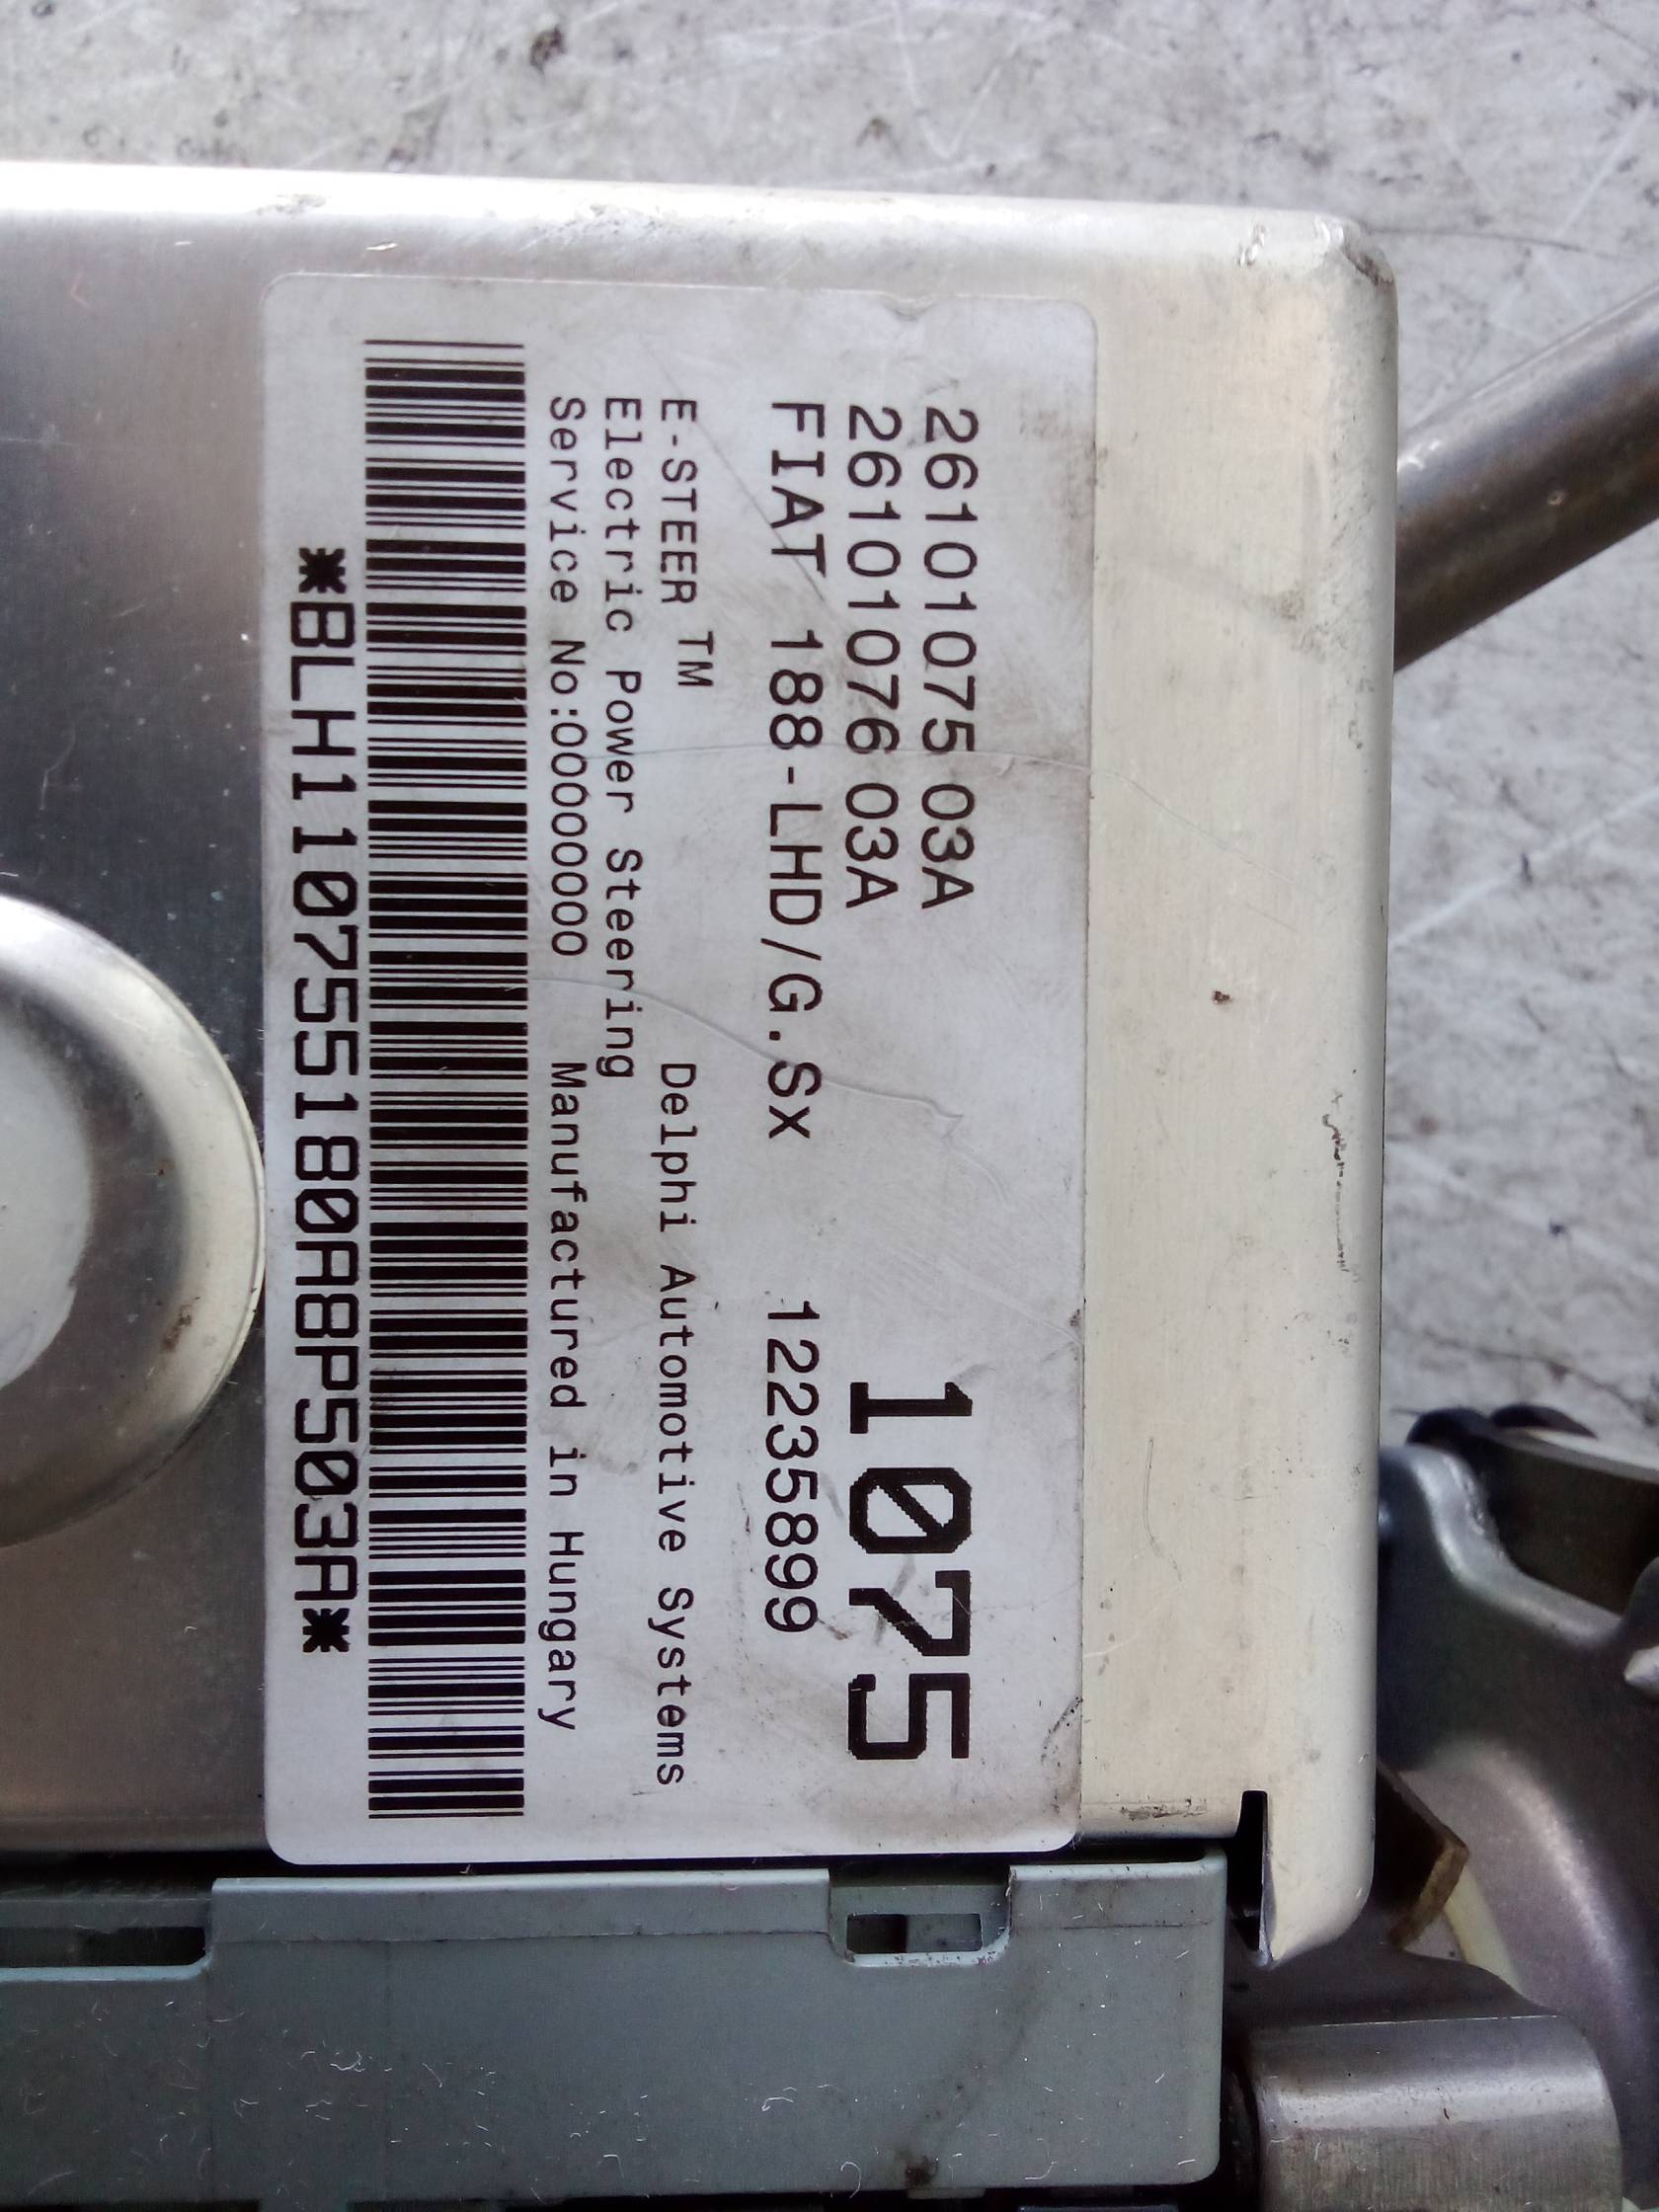 26101075 03A
26101076 03A
1075
FIAT 188-LHD/G.Sx 12235899
E-STEER TM
Delphi Automotive Systems
Electric Power Steering
Service No:000000000 Manufactured in Hungary
*BLH110755180A8P503A*